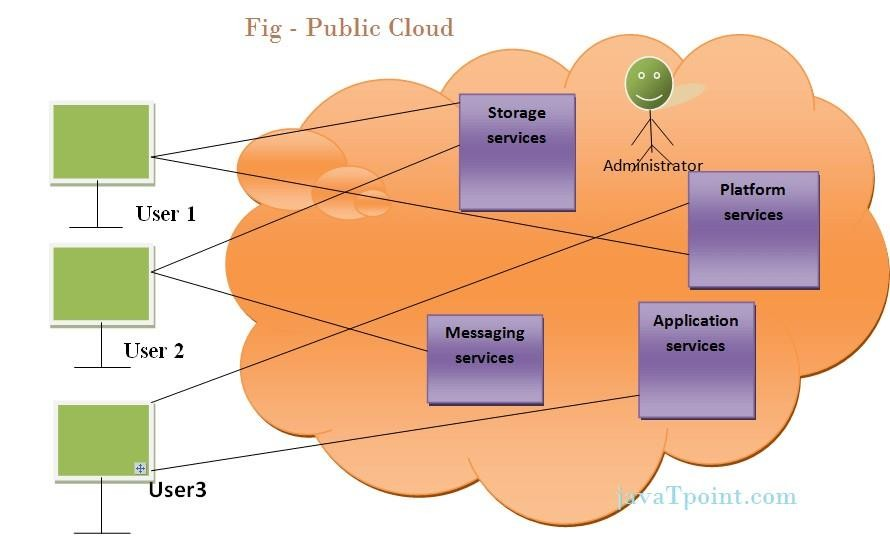 Fig - Public Cloud
Storage
services
Administrator
Platform
services
User 1
User 2
Messaging
services
Application
services
User3
javaTpoint.com